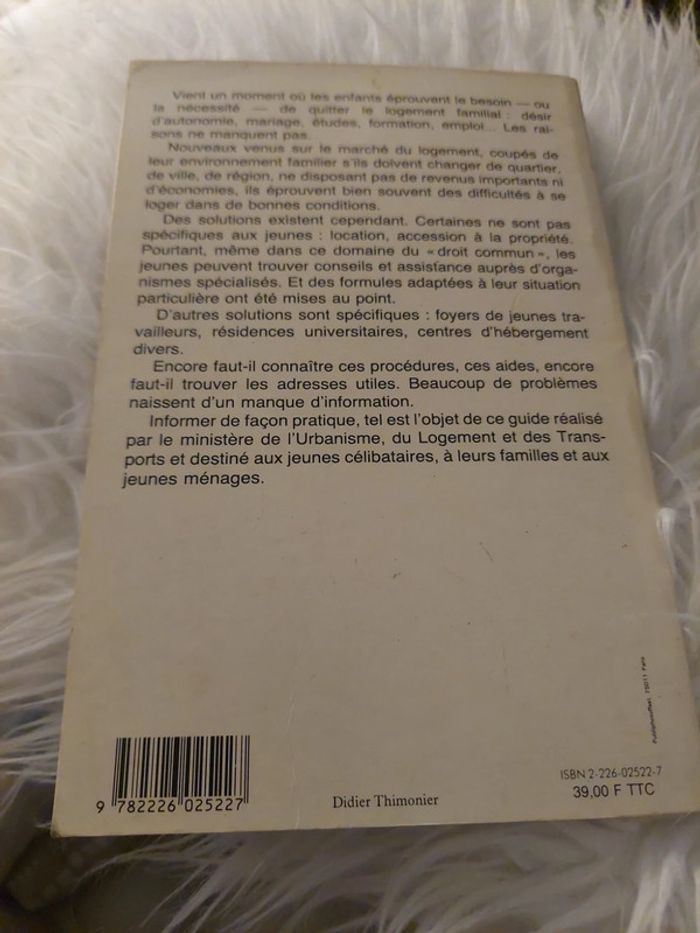 Vient un moment où les enfants éprouvent le besoin — ou
la nécessité — de quitter le logement familial : désir
d'autonomie, mariage, études, formation, emploi... Les rai-
sons ne manquent pas.
Nouveaux venus sur le marché du logement, coupés de
leur environnement familier s'ils doivent changer de quartier,
de ville, de région, ne disposant pas de revenus importants ni
d'économies, ils éprouvent bien souvent des difficultés à se
loger dans de bonnes conditions.
Des solutions existent cependant. Certaines ne sont pas
spécifiques aux jeunes : location, accession à la propriété.
Pourtant, même dans ce domaine du « droit commun », les
jeunes peuvent trouver conseils et assistance auprès d'orga-
nismes spécialisés. Et des formules adaptées à leur situation
particulière ont été mises au point.
D'autres solutions sont spécifiques : foyers de jeunes tra-
vailleurs, résidences universitaires, centres d'hébergement
divers.
Encore faut-il connaître ces procédures, ces aides, encore
faut-il trouver les adresses utiles. Beaucoup de problèmes
naissent d'un manque d'information.
Informer de façon pratique, tel est l'objet de ce guide réalisé
par le ministère de l'Urbanisme, du Logement et des Trans-
ports et destiné aux jeunes célibataires, à leurs familles et aux
jeunes ménages.
75011 Paris
9 782226 025227
Didier Thimonier
ISBN 2-226-02522-7
39,00 F TTC